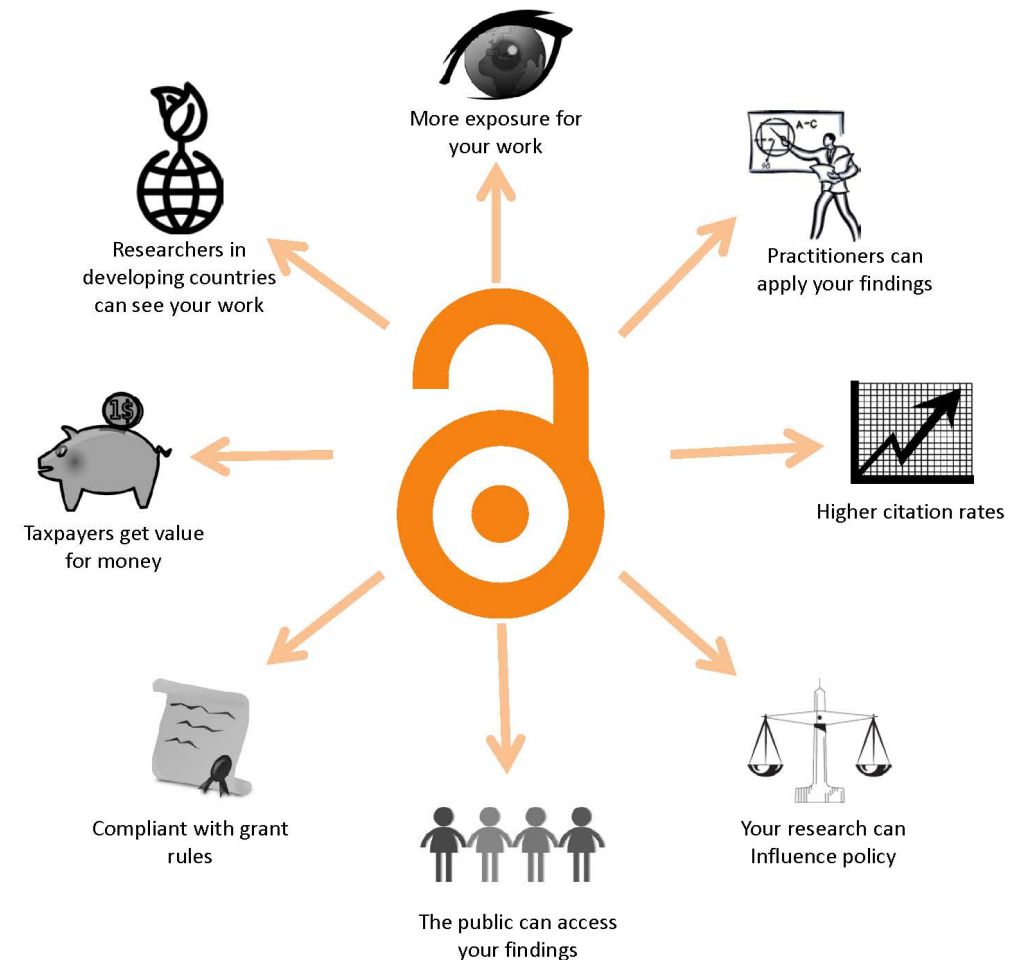 More exposure for
your work
A-C
90
Practitioners can
apply your findings
Higher citation rates
Your research can
Influence policy
The public can access
your findings
Compliant with grant
rules
1$
Taxpayers get value
for money
Researchers in
developing countries
can see your work